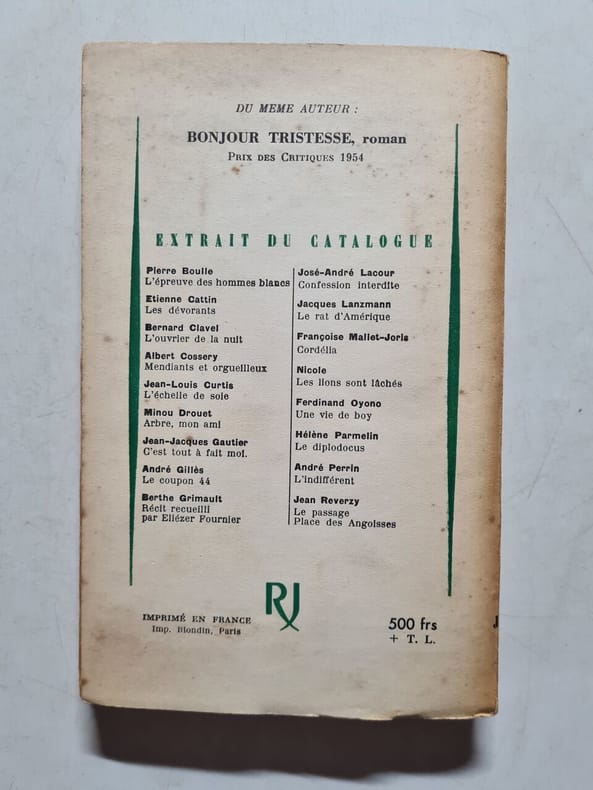 DU MEME AUTEUR :
BONJOUR TRISTESSE, roman
PRIX DES CRITIQUES 1954
EXTRAIT DU CATALOGUE
Pierre Boulle
L'épreuve des hommes blancs
Etienne Cattin
Les dévorants
Bernard Clavel
L'ouvrier de la nuit
Albert Cossery
Mendiants et orgueilleux
Jean-Louis Curtis
L'échelle de soie
Minou Drouet
Arbre, mon ami
Jean-Jacques Gautier
C'est tout à fait moi.
André Gillès
Le coupon 44
Berthe Grimault
Récit recueilli
par Eliézer Fournier
José-André Lacour
Confession interdite
Jacques Lanzmann
Le rat d'Amérique
Françoise Mallet-Joris
Cordélia
Nicole
Les lions sont lâchés
Ferdinand Oyono
Une vie de boy
Hélène Parmelin
Le diplodocus
André Perrin
L'indifférent
Jean Reverzy
Le passage
Place des Angoisses
RJ
IMPRIMÉ EN FRANCE
Imp. Blondin, Paris
500 frs
+ T. L.